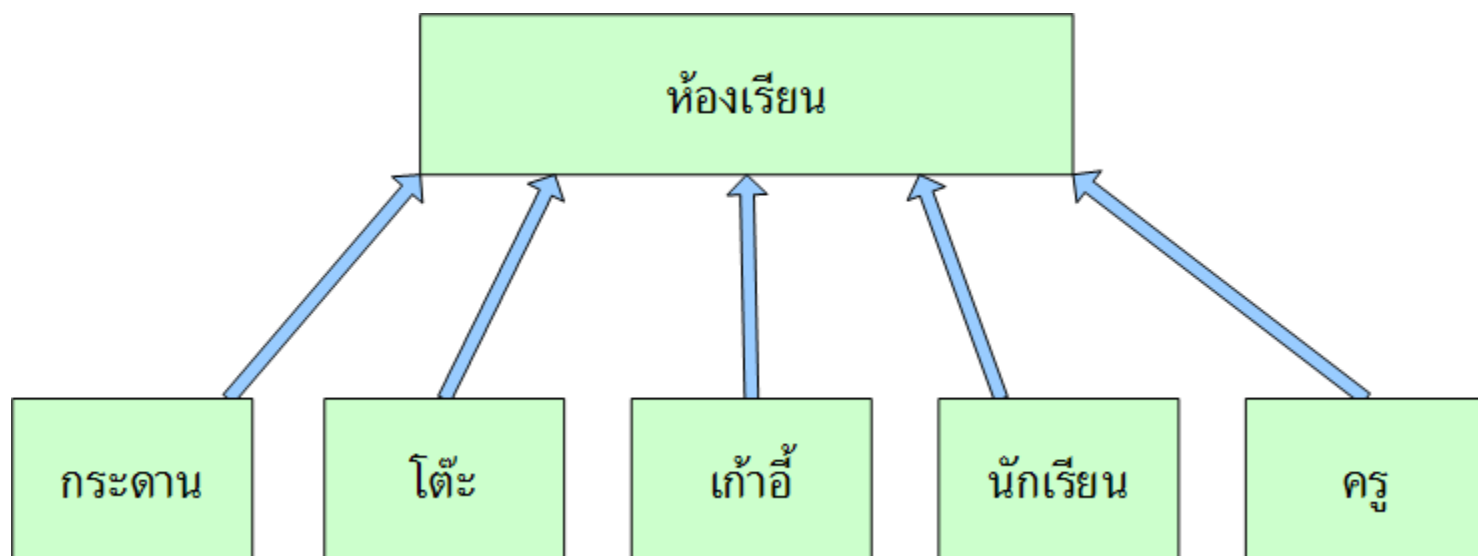 ห้องเรียน
กระดาน
โต๊ะ
เก้าอี้
นักเรียน
ครู